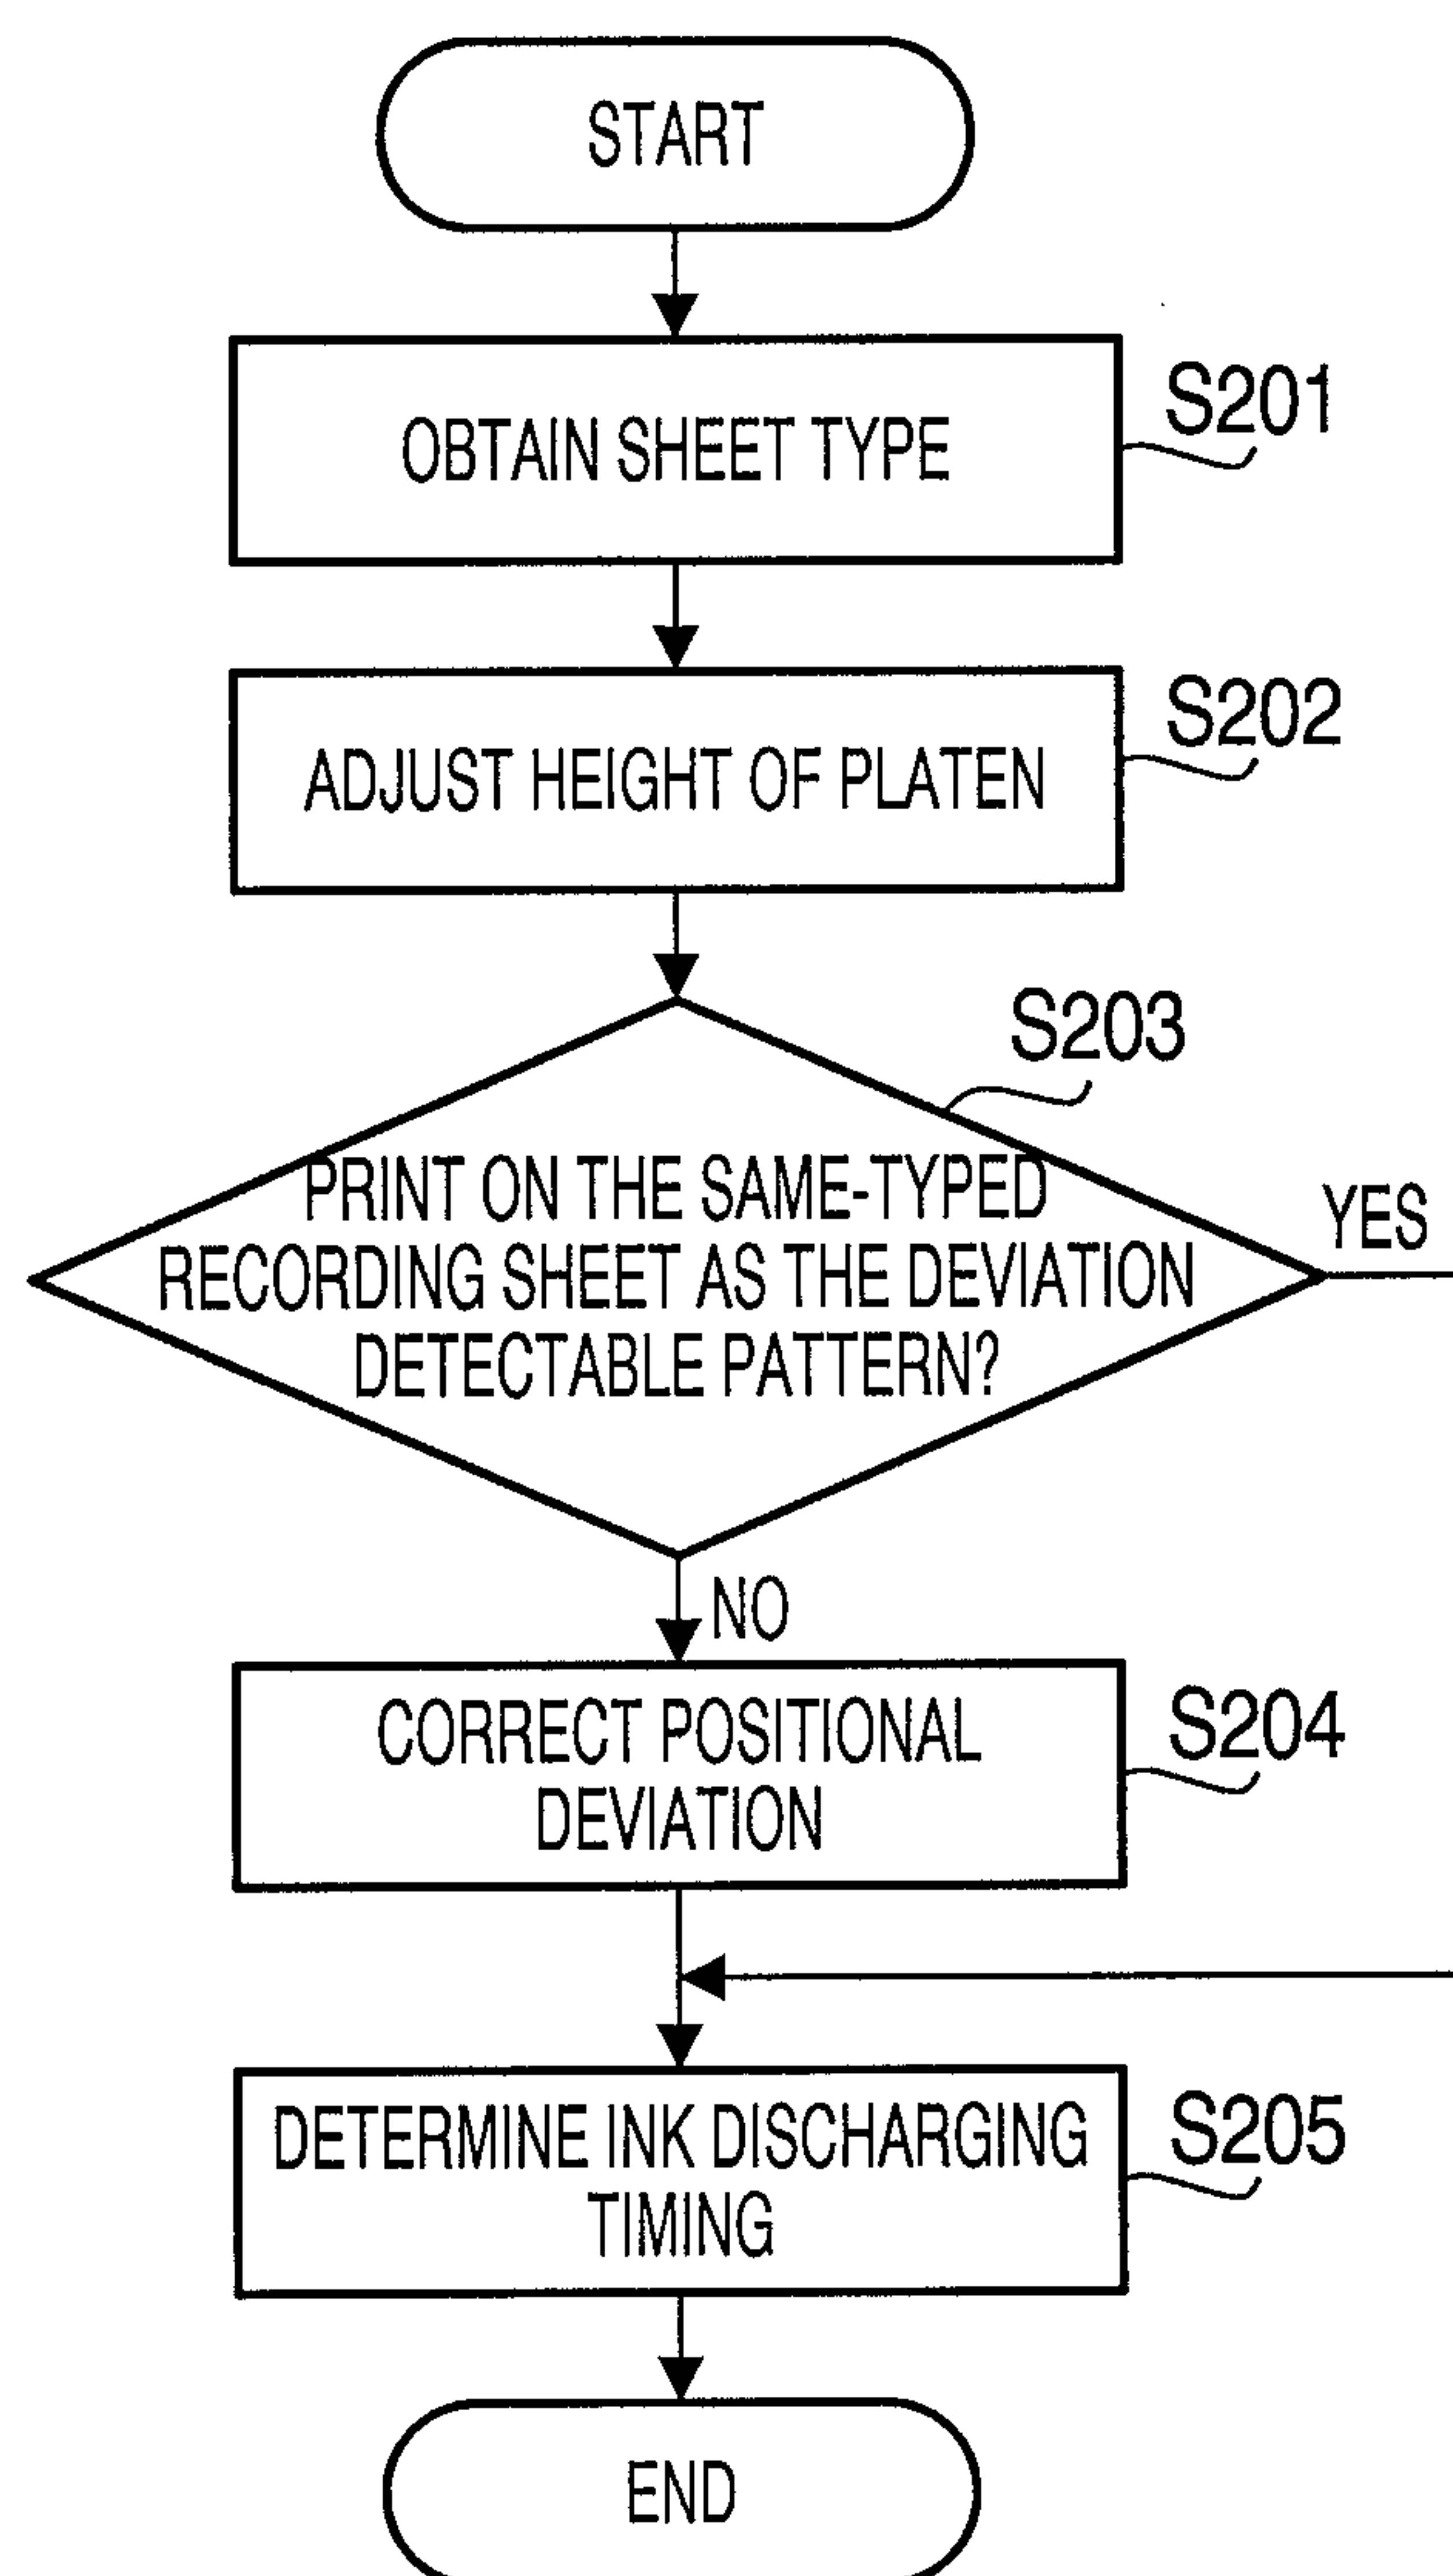 START
OBTAIN SHEET TYPE
S201
ADJUST HEIGHT OF PLATEN
S202
S203
PRINT ON THE SAME-TYPED
RECORDING SHEET AS THE DEVIATION
DETECTABLE PATTERN?
YES
NO
CORRECT POSITIONAL
DEVIATION
S204
DETERMINE INK DISCHARGING
TIMING
S205
END